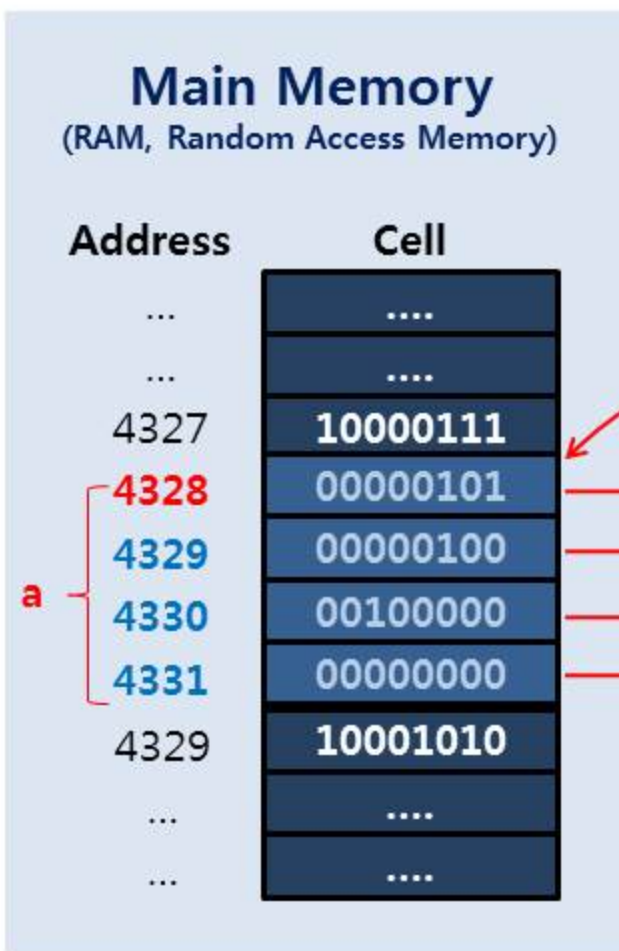 Main Memory
(RAM, Random Access Memory)
Address Cell
... ....
... ....
4327 10000111
4328 00000101
4329 00000100
a
4330 00100000
4331 00000000
4329 10001010
... ....
... ....